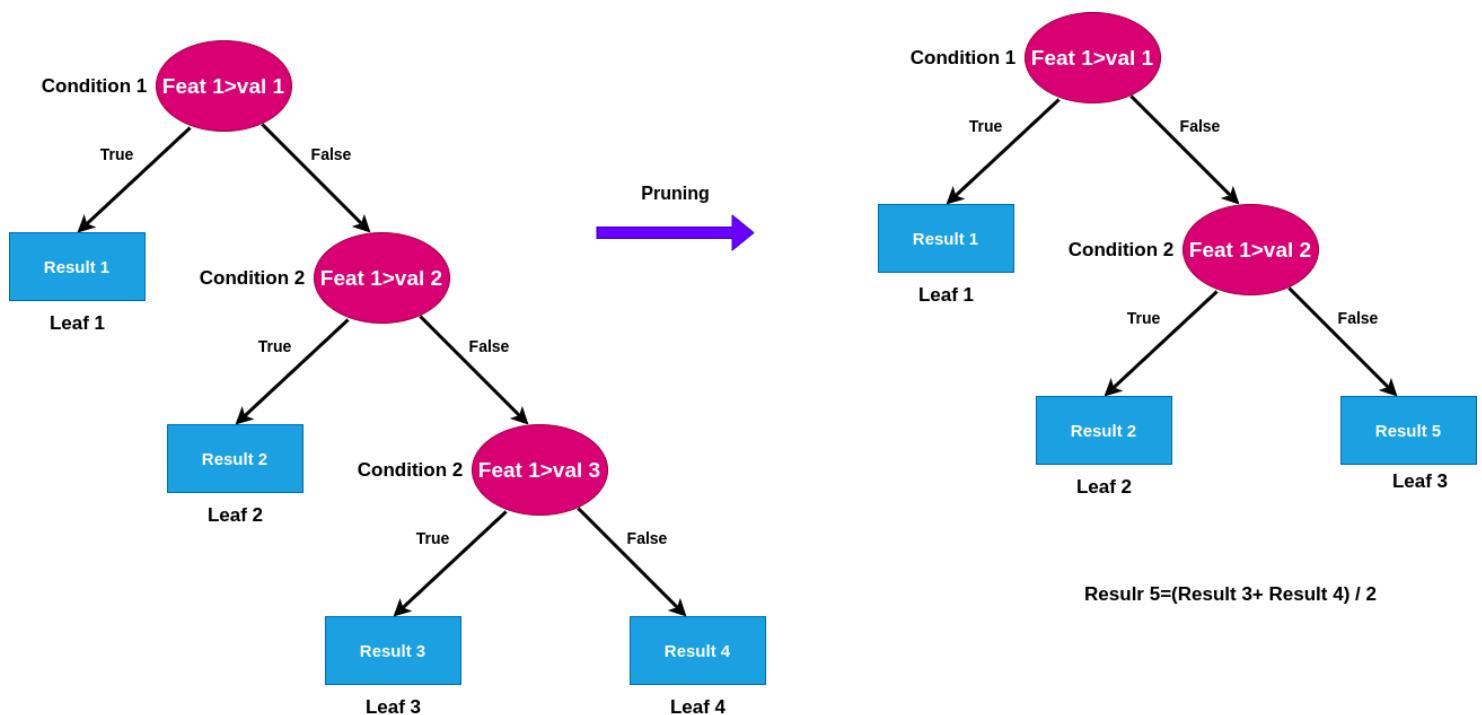 Condition 1
Feat 1>val 1
True
False
Result 1
Leaf 1
Condition 2
Feat 1>val 2
True
False
Result 2
Leaf 2
Condition 2
Feat 1>val 3
True
False
Result 3
Leaf 3
Result 4
Leaf 4
Pruning
Condition 1
Feat 1>val 1
True
False
Result 1
Leaf 1
Condition 2
Feat 1>val 2
True
False
Result 2
Leaf 2
Result 5
Leaf 3
Resulr 5=(Result 3+ Result 4) / 2